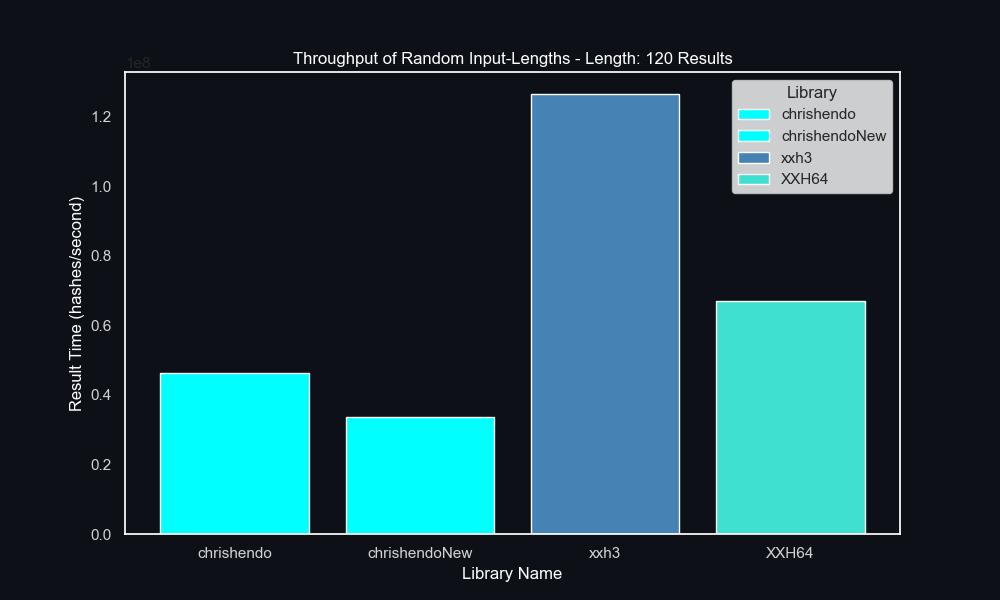 Throughput of Random Input-Lengths - Length: 120 Results
1e8
1.2
1.0
0.8
0.6
0.4
0.2
0.0
Result Time (hashes/second)
Library
chrishendo
chrishendoNew
xxh3
XXH64
chrishendo chrishendoNew xxh3 XXH64
Library Name